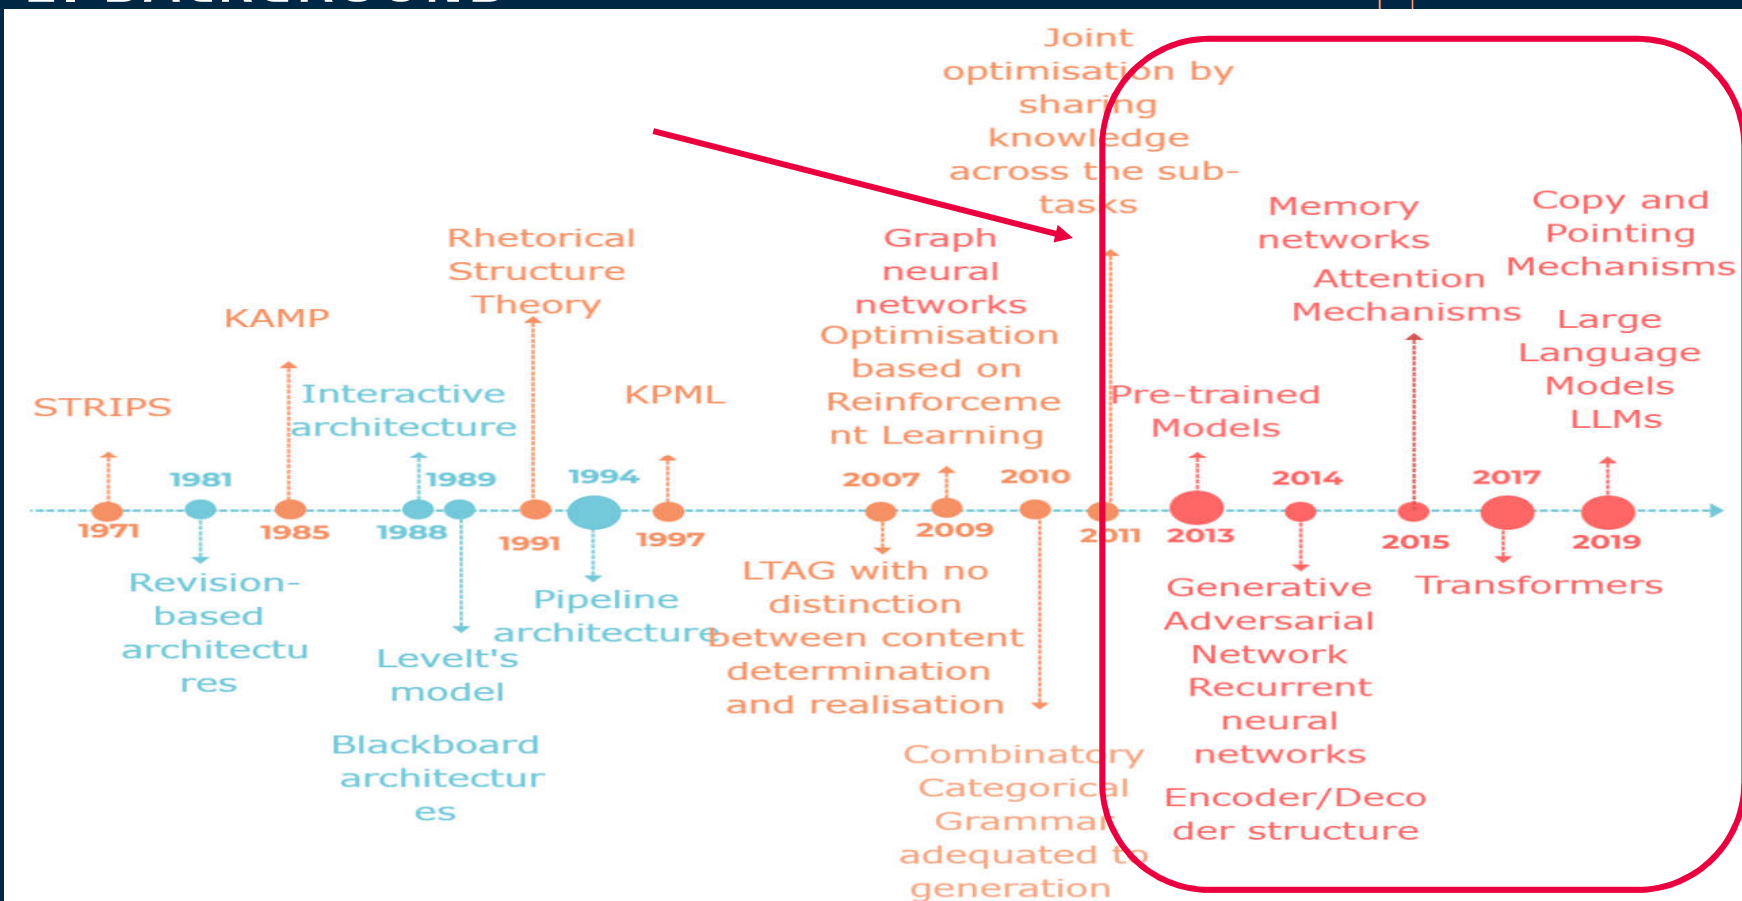 Joint
optimisation by
sharing
knowledge
across the sub-
tasks
Memory
networks
Copy and
Pointing
Mechanisms
Rhetorical
Structure
Theory
Graph
neural
networks
Attention
Mechanisms
KAMP
Optimisation
based on
Reinforceme
nt Learning
Large
Language
Models
LLMs
STRIPS
Interactive
architecture
KPML
Pre-trained
Models
1981
1989
1994
2007
2010
2014
2017
1971
1985
1988
1991
1997
2009
2011
2013
2015
2019
Revision-
based
architectu
res
Levelt's
model
Blackboard
architectur
es
Pipeline
architecture
LTAG with no
distinction
between content
determination
and realisation
Combinatory
Categorical
Grammar
adequated to
generation
Generative
Adversarial
Network
Recurrent
neural
networks
Encoder/Deco
der structure
Transformers